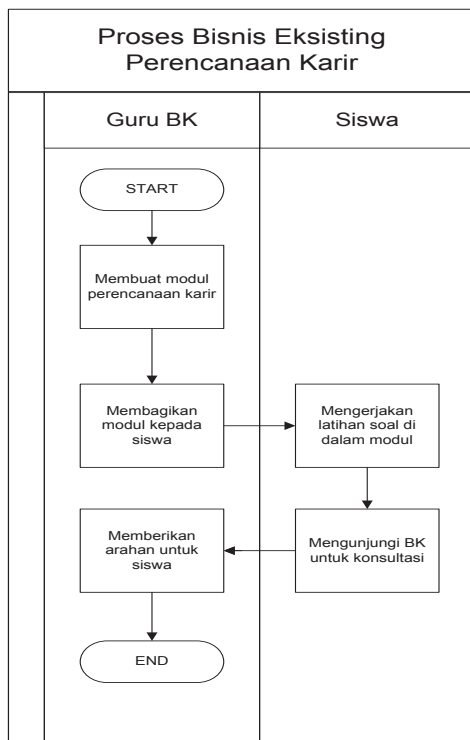 Proses Bisnis Eksisting
Perencanaan Karir
Guru BK
Siswa
START
Membuat modul
perencanaan karir
Membagikan
modul kepada
siswa
Mengerjakan
latihan soal di
dalam modul
Mengunjungi BK
untuk konsultasi
Memberikan
arahan untuk
siswa
END